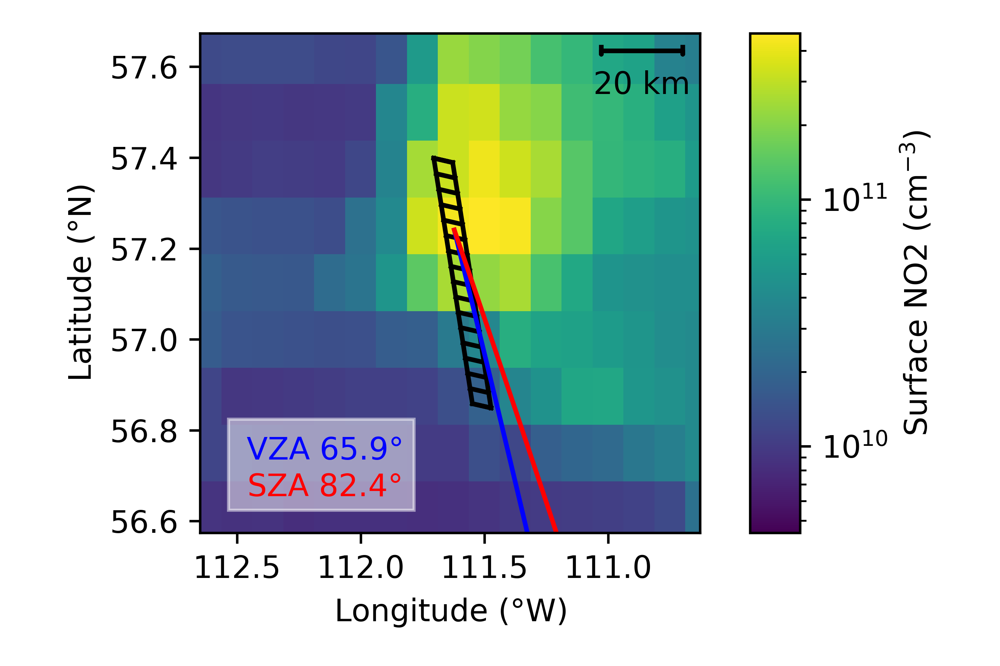 57.6
57.4
57.2
57.0
56.8
56.6
Latitude (°N)
20 km
VZA 65.9°
SZA 82.4°
112.5 112.0 111.5 111.0
Longitude (°W)
10¹¹
10¹⁰
Surface NO2 (cm⁻³)